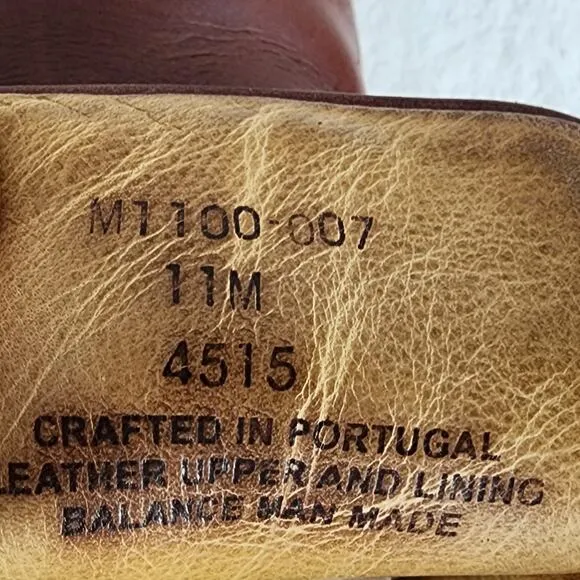 M1100-007
11M
4515
CRAFTED IN PORTUGAL
LEATHER UPPER AND LINING
BALANCE MAN MADE